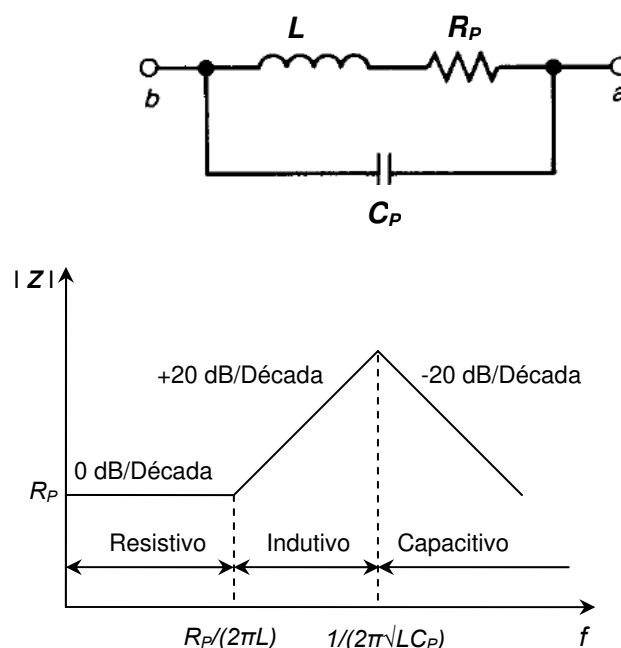 L R_P
b a
C_P
| Z |
+20 dB/Década -20 dB/Década
0 dB/Década
R_P
Resistivo Indutivo Capacitivo
R_P/(2πL) 1/(2π√LC_P) f